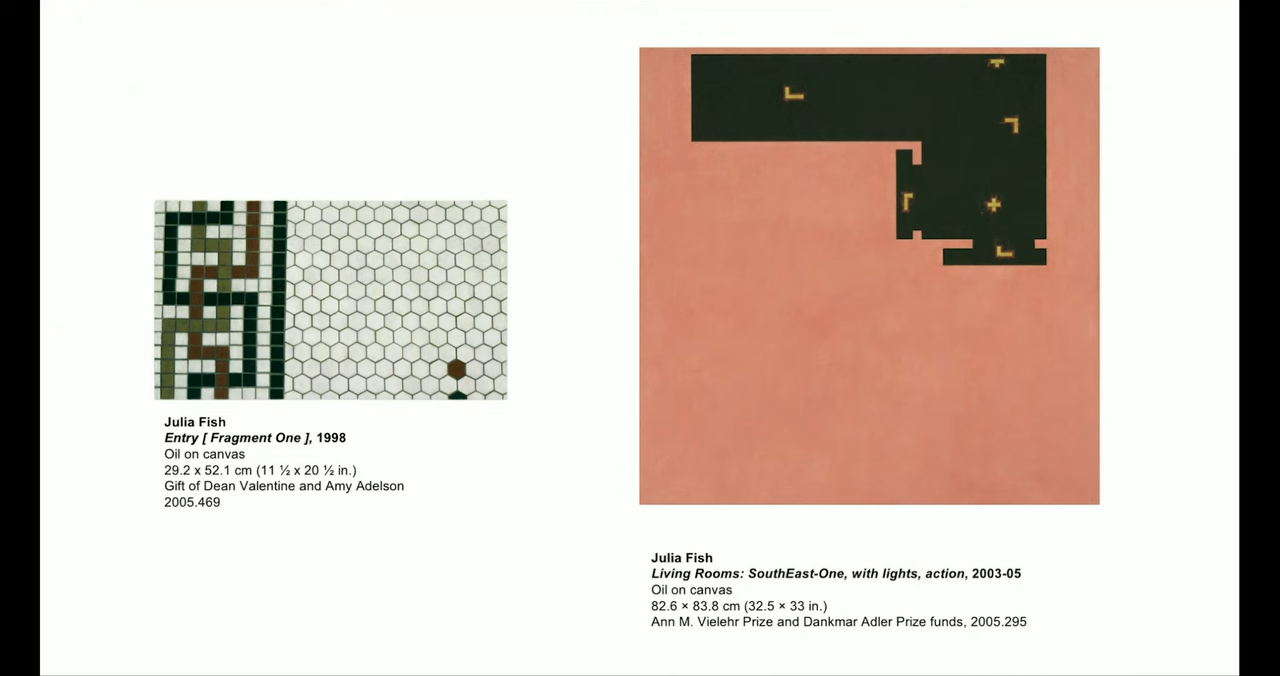 Julia Fish
Entry [ Fragment One ], 1998
Oil on canvas
29.2 x 52.1 cm (11 ½ x 20 ½ in.)
Gift of Dean Valentine and Amy Adelson
2005.469
Julia Fish
Living Rooms: SouthEast-One, with lights, action, 2003-05
Oil on canvas
82.6 × 83.8 cm (32.5 × 33 in.)
Ann M. Vielehr Prize and Dankmar Adler Prize funds, 2005.295